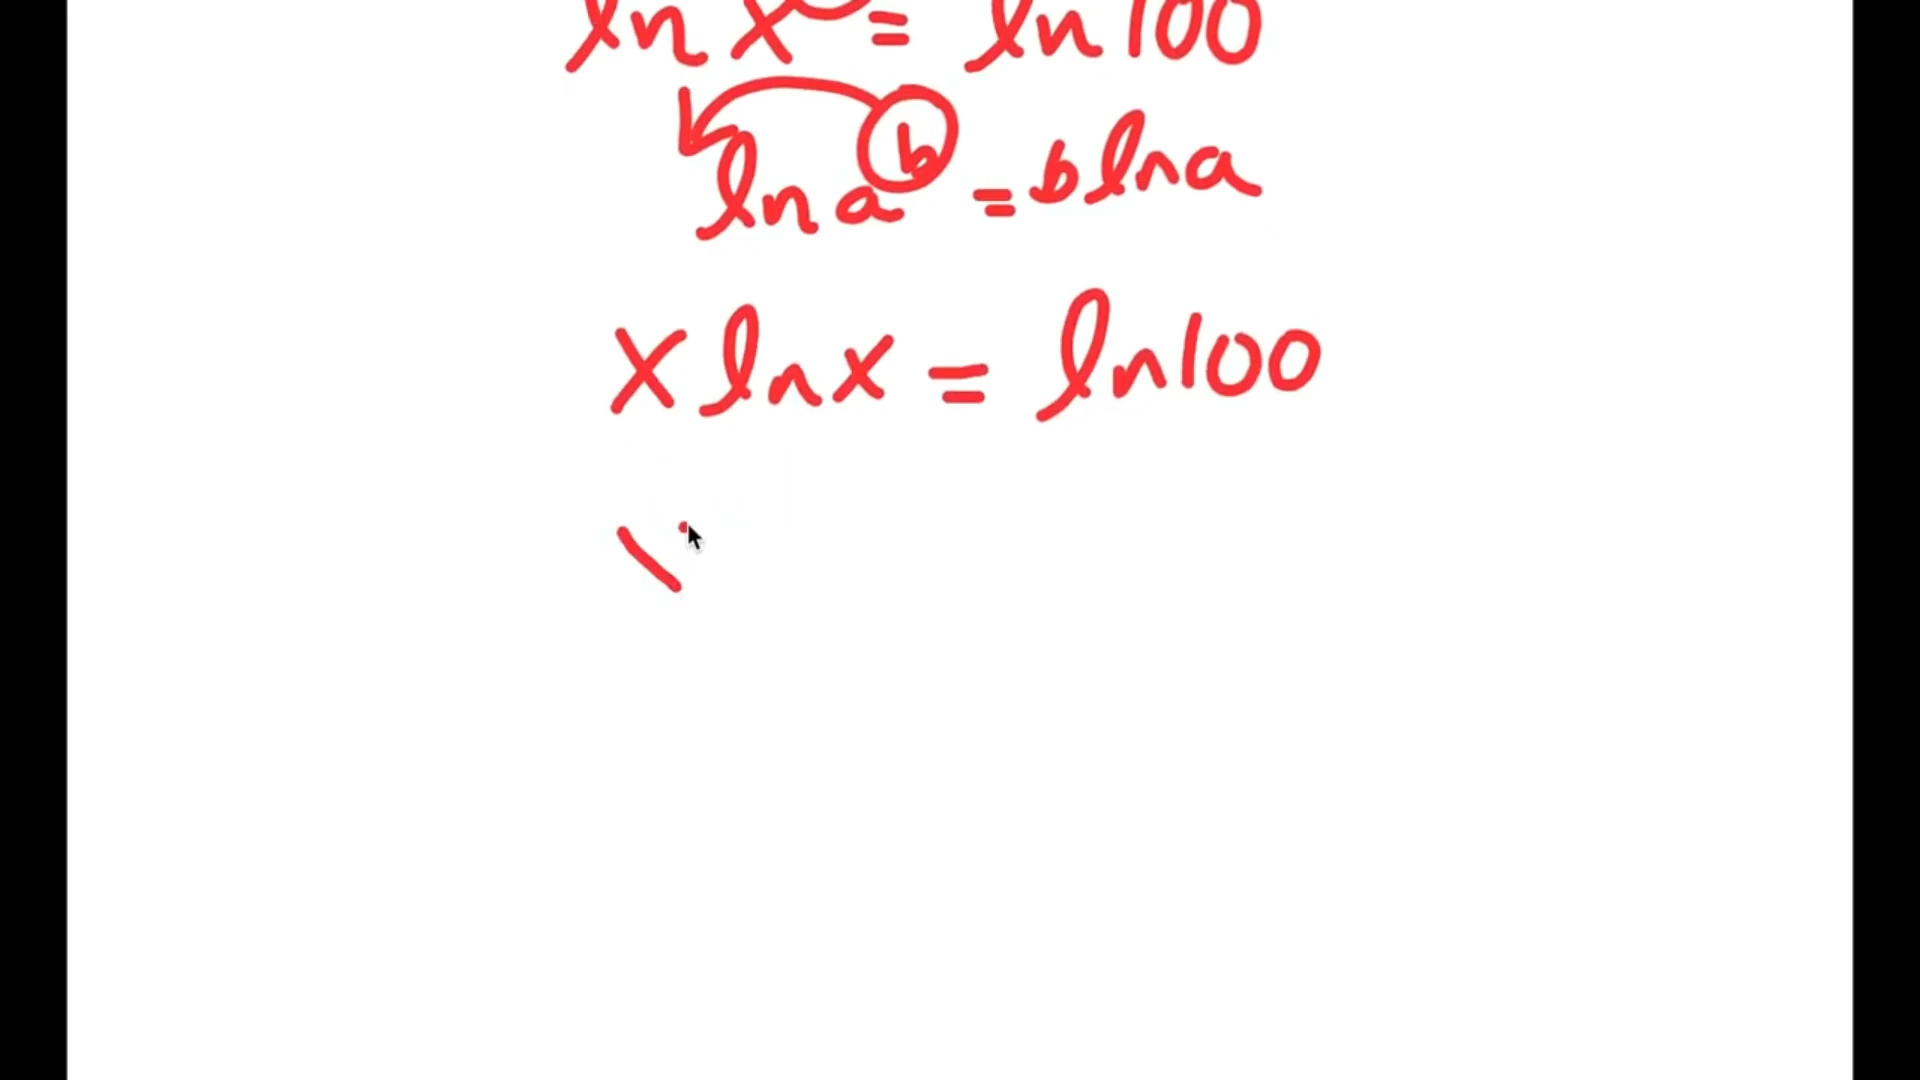 ln x = ln 100
ln a^b = b ln a
x ln x = ln 100